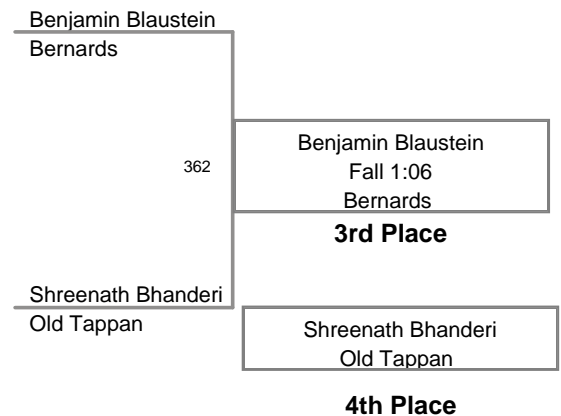 Benjamin Blaustein
Bernards
362
Benjamin Blaustein
Fall 1:06
Bernards
3rd Place
Shreenath Bhanderi
Old Tappan
Shreenath Bhanderi
Old Tappan
4th Place